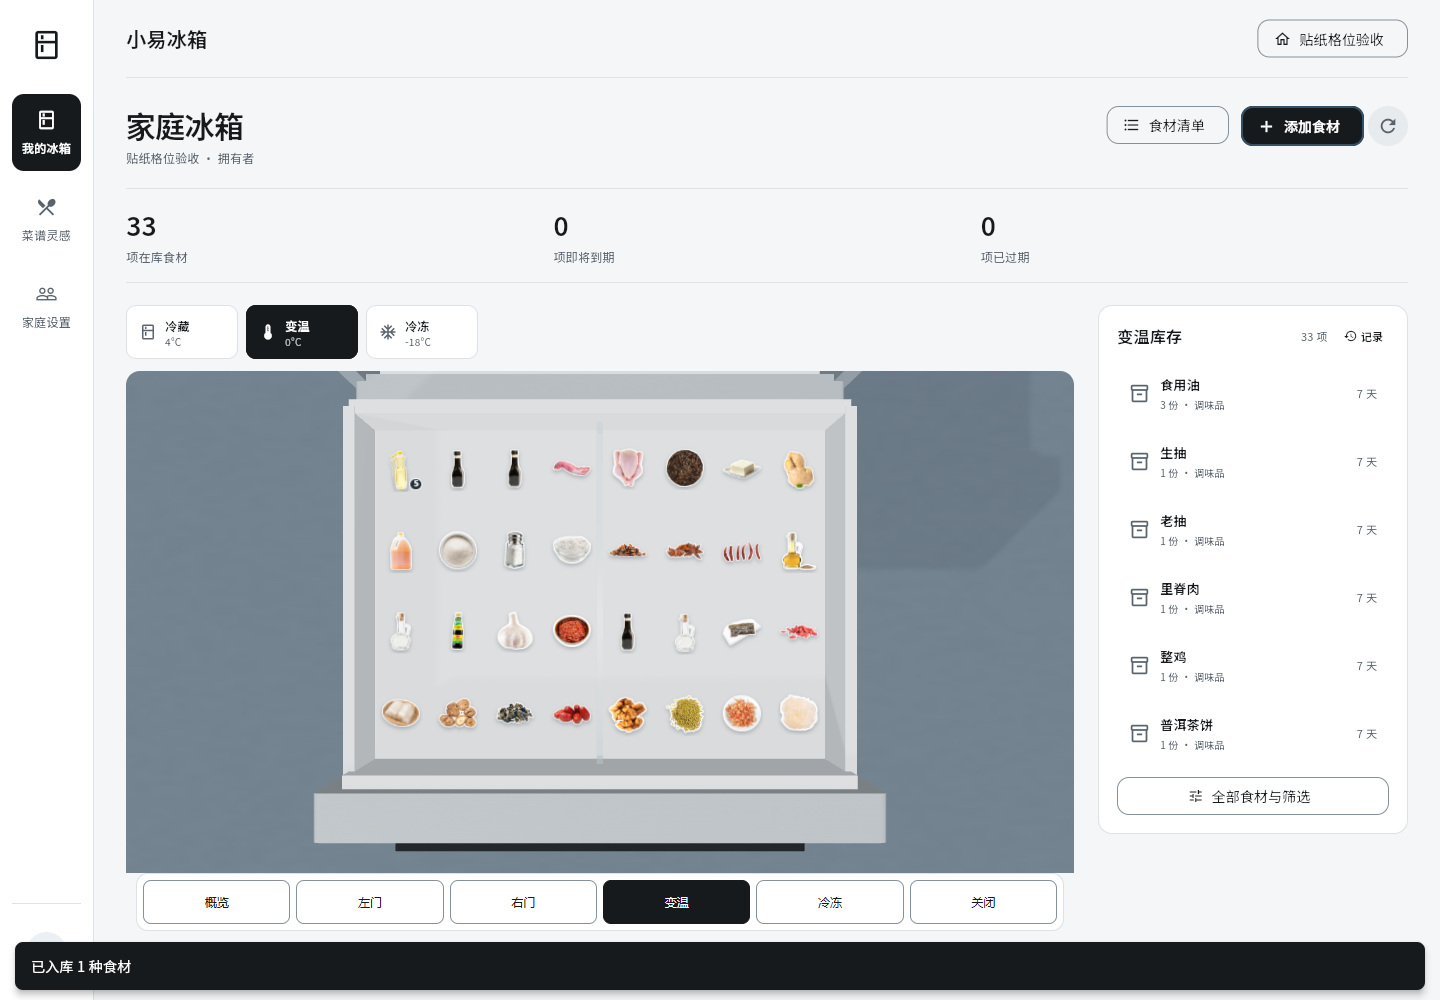 小易冰箱
贴纸格位验收
我的冰箱
菜谱灵感
家庭设置
家庭冰箱
贴纸格位验收 · 拥有者
食材清单
添加食材
33
项在库食材
0
项即将到期
0
项已过期
冷藏
4°C
变温
0°C
冷冻
-18°C
5
变温库存
33 项
记录
食用油
3 份 · 调味品
7 天
生抽
1 份 · 调味品
7 天
老抽
1 份 · 调味品
7 天
里脊肉
1 份 · 调味品
7 天
整鸡
1 份 · 调味品
7 天
普洱茶饼
1 份 · 调味品
7 天
全部食材与筛选
概览
左门
右门
变温
冷冻
关闭
已入库 1 种食材